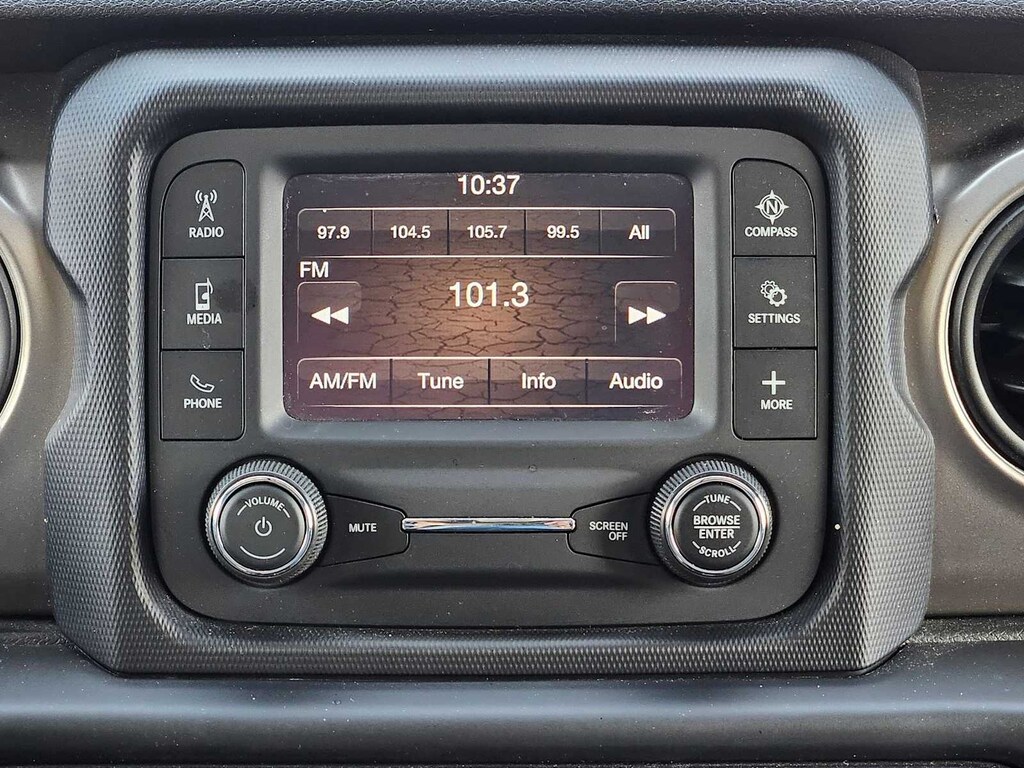 10:37
97.9 104.5 105.7 99.5 All
FM
101.3
AM/FM Tune Info Audio
RADIO
MEDIA
PHONE
N
COMPASS
SETTINGS
MORE
VOLUME
MUTE
SCREEN
OFF
TUNE
BROWSE
ENTER
SCROLL